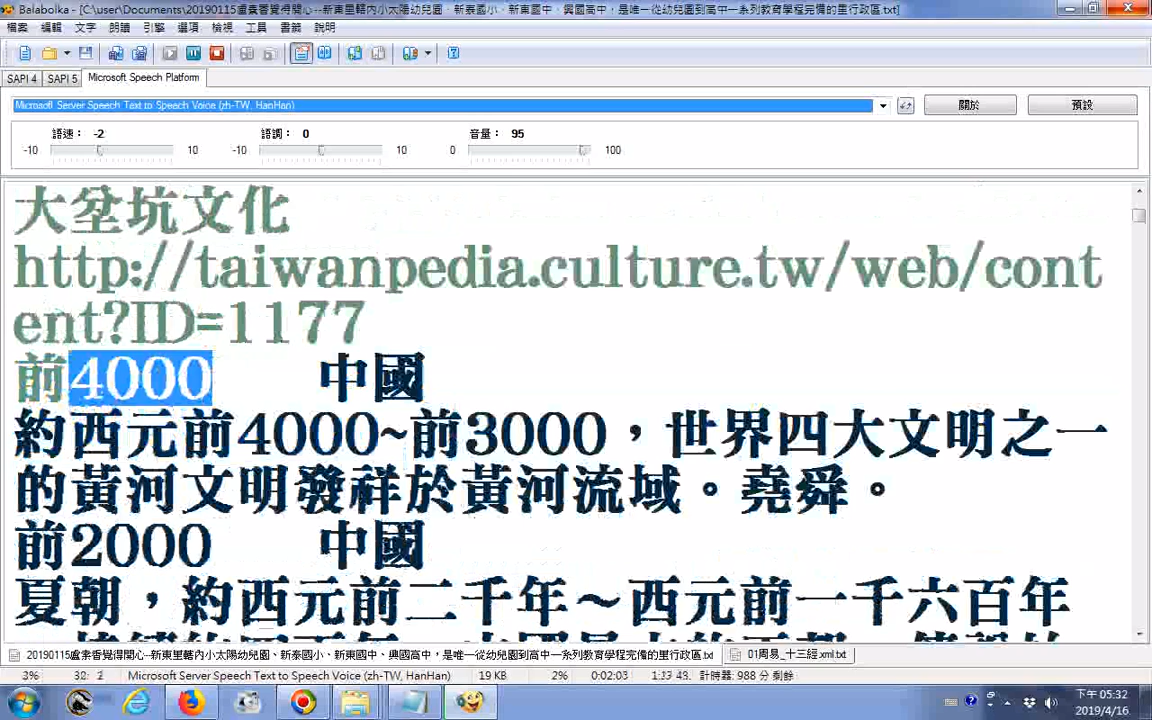 Balabolka - [C:\user\Documents\20190115盧業香覺得開心--新東里轄內小太陽幼兒園、新泰國小、新東國中、興國高中，是唯一從幼兒園到高中一系列教育學程完備的里行政區.txt]
檔案 編輯 文字 朗讀 引擎 選項 檢視 工具 書籤 說明
SAPI 4 SAPI 5 Microsoft Speech Platform
Microsoft Server Speech Text to Speech Voice (zh-TW, HanHan)
關於 預設
語速： -2 語調： 0 音量： 95
-10 10 -10 10 0 100
大坌坑文化
http://taiwanpedia.culture.tw/web/cont
ent?ID=1177
前4000 中國
約西元前4000~前3000，世界四大文明之一
的黃河文明發祥於黃河流域。堯舜。
前2000 中國
夏朝，約西元前二千年～西元前一千六百年
20190115盧業香覺得開心--新東里轄內小太陽幼兒園、新泰國小、新東國中、興國高中，是唯一從幼兒園到高中一系列教育學程完備的里行政區.txt 01周易_十三經.xml.txt
3% Microsoft Server Speech Text to Speech Voice (zh-TW, HanHan) 19 KB 2% 0:02:03 計時器: 988 分 剩餘
下午 05:32
2019/4/16